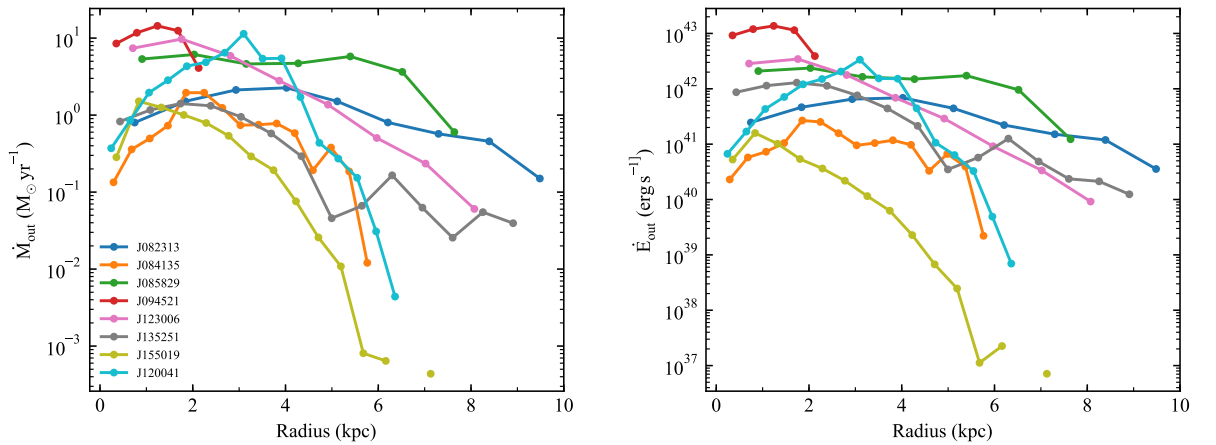 10¹
10⁰
10⁻¹
10⁻²
10⁻³
Ṁout (M⊙ yr⁻¹)
J082313
J084135
J085829
J094521
J123006
J135251
J155019
J120041
0 2 4 6 8 10
Radius (kpc)
10⁴³
10⁴²
10⁴¹
10⁴⁰
10³⁹
10³⁸
10³⁷
Ėout (erg s⁻¹])
0 2 4 6 8 10
Radius (kpc)